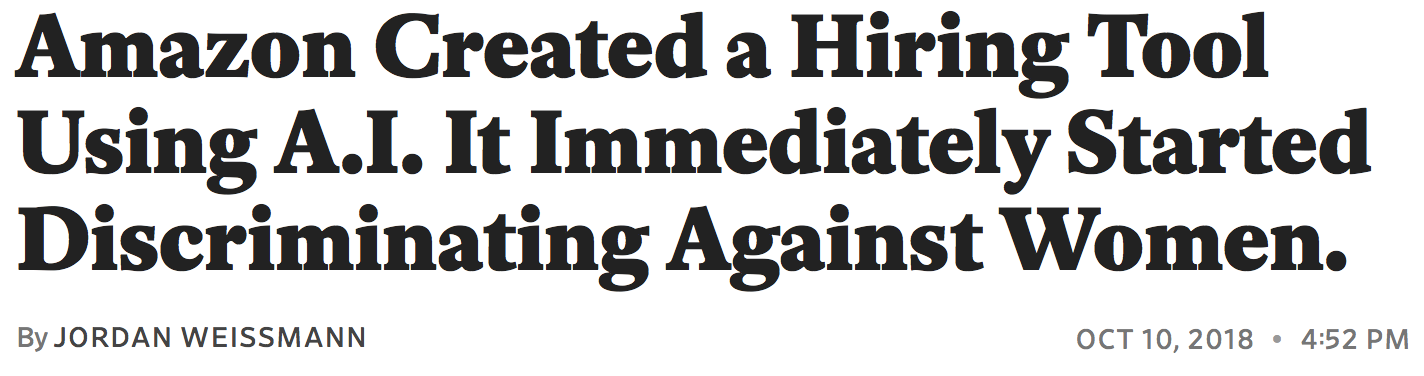 Amazon Created a Hiring Tool
Using A.I. It Immediately Started
Discriminating Against Women.
By JORDAN WEISSMANN
OCT 10, 2018 • 4:52 PM